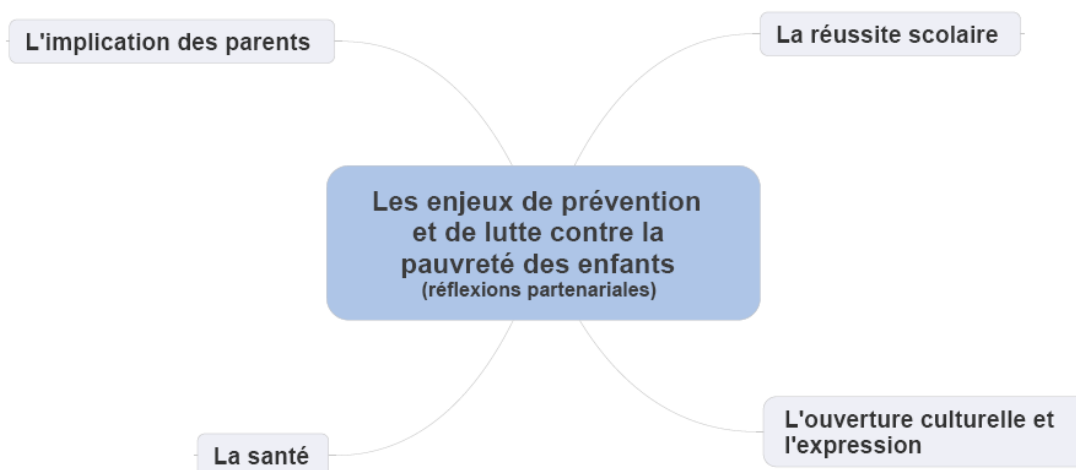 L'implication des parents
La réussite scolaire
Les enjeux de prévention
et de lutte contre la
pauvreté des enfants
(réflexions partenariales)
La santé
L'ouverture culturelle et
l'expression